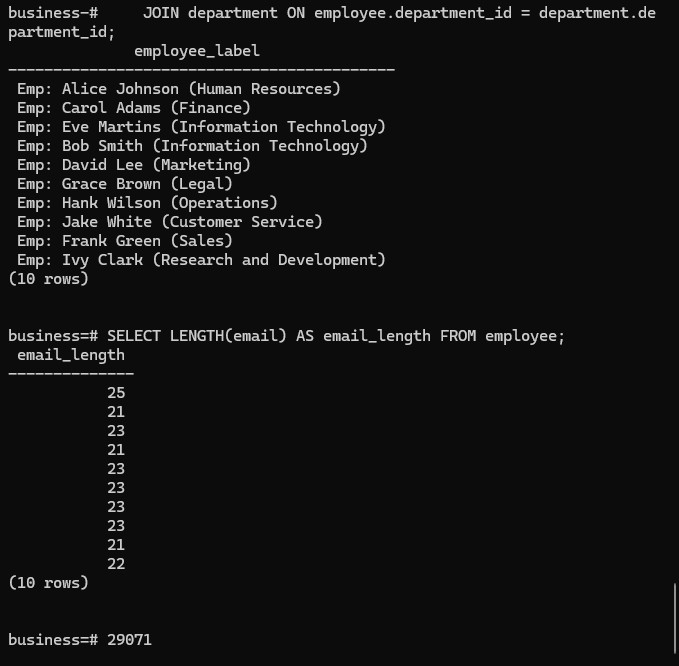 business-#     JOIN department ON employee.department_id = department.de
partment_id;
              employee_label
-------------------------------------------
 Emp: Alice Johnson (Human Resources)
 Emp: Carol Adams (Finance)
 Emp: Eve Martins (Information Technology)
 Emp: Bob Smith (Information Technology)
 Emp: David Lee (Marketing)
 Emp: Grace Brown (Legal)
 Emp: Hank Wilson (Operations)
 Emp: Jake White (Customer Service)
 Emp: Frank Green (Sales)
 Emp: Ivy Clark (Research and Development)
(10 rows)
business=# SELECT LENGTH(email) AS email_length FROM employee;
 email_length
--------------
           25
           21
           23
           21
           23
           23
           23
           23
           21
           22
(10 rows)
business=# 29071